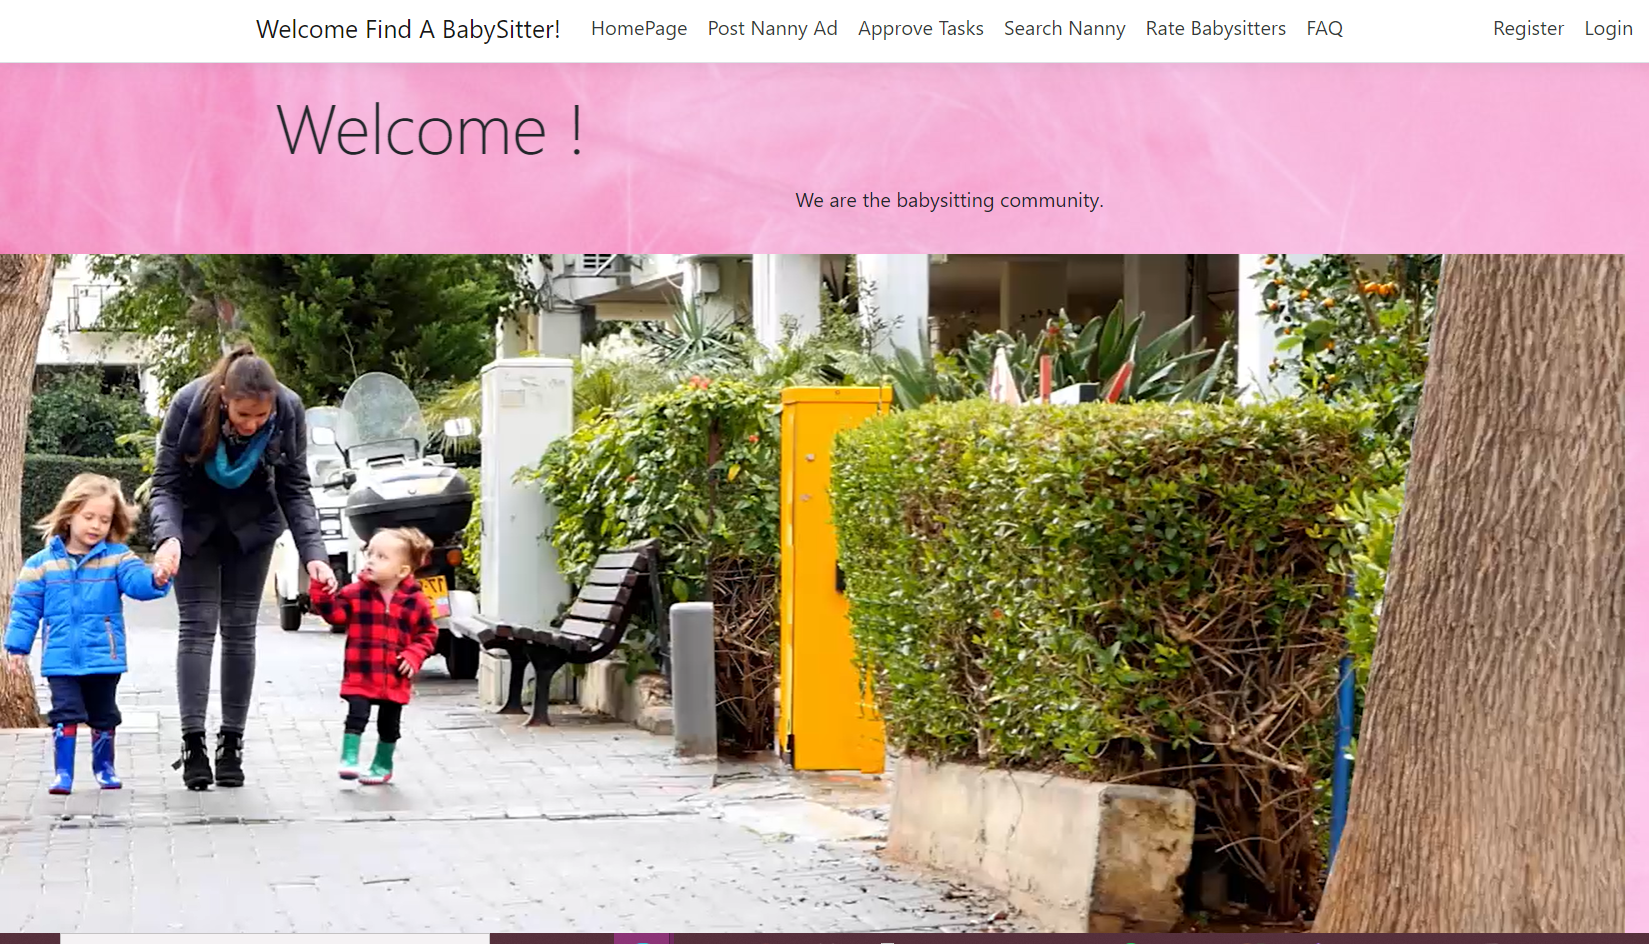 Welcome Find A BabySitter! HomePage Post Nanny Ad Approve Tasks Search Nanny Rate Babysitters FAQ Register Login
Welcome !
We are the babysitting community.
17